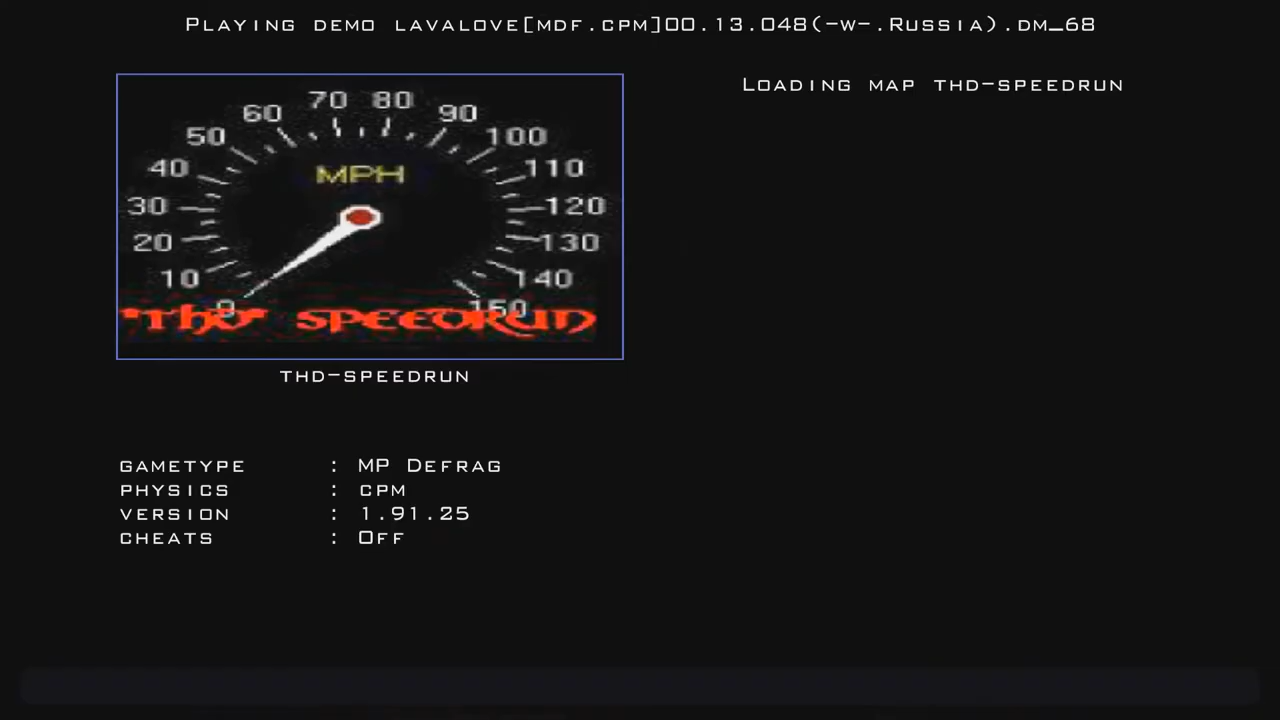 Playing demo lavalove[mdf.cpm]00.13.048(-w-.Russia).dm_68
Loading map thd-speedrun
70 80
60 90
50 100
40 110
MPH
30 120
20 130
10 140
0 150
"Thd" speedrun
thd-speedrun
gametype : MP Defrag
physics : cpm
version : 1.91.25
cheats : Off